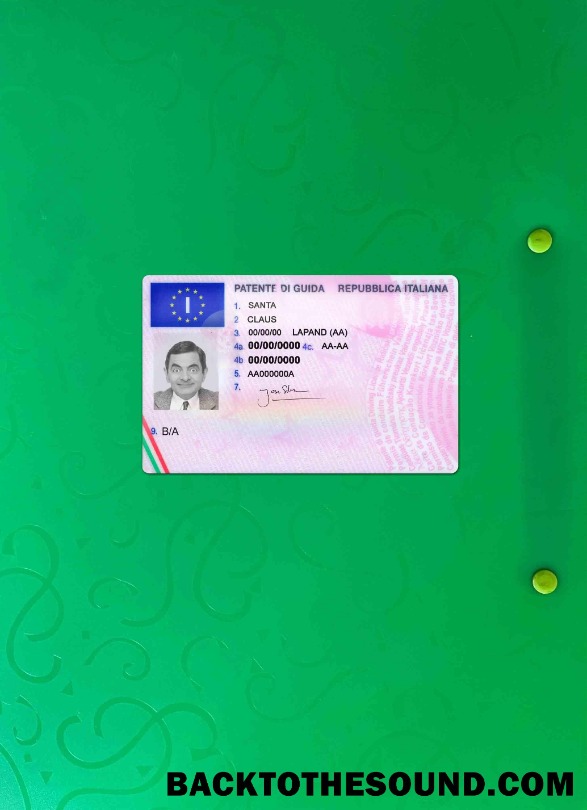 I
PATENTE DI GUIDA REPUBBLICA ITALIANA
1. SANTA
2 CLAUS
3. 00/00/00 LAPAND (AA)
4a 00/00/0000 4c. AA-AA
4b 00/00/0000
5. AA000000A
7.
9. B/A
BACKTOTHESOUND.COM